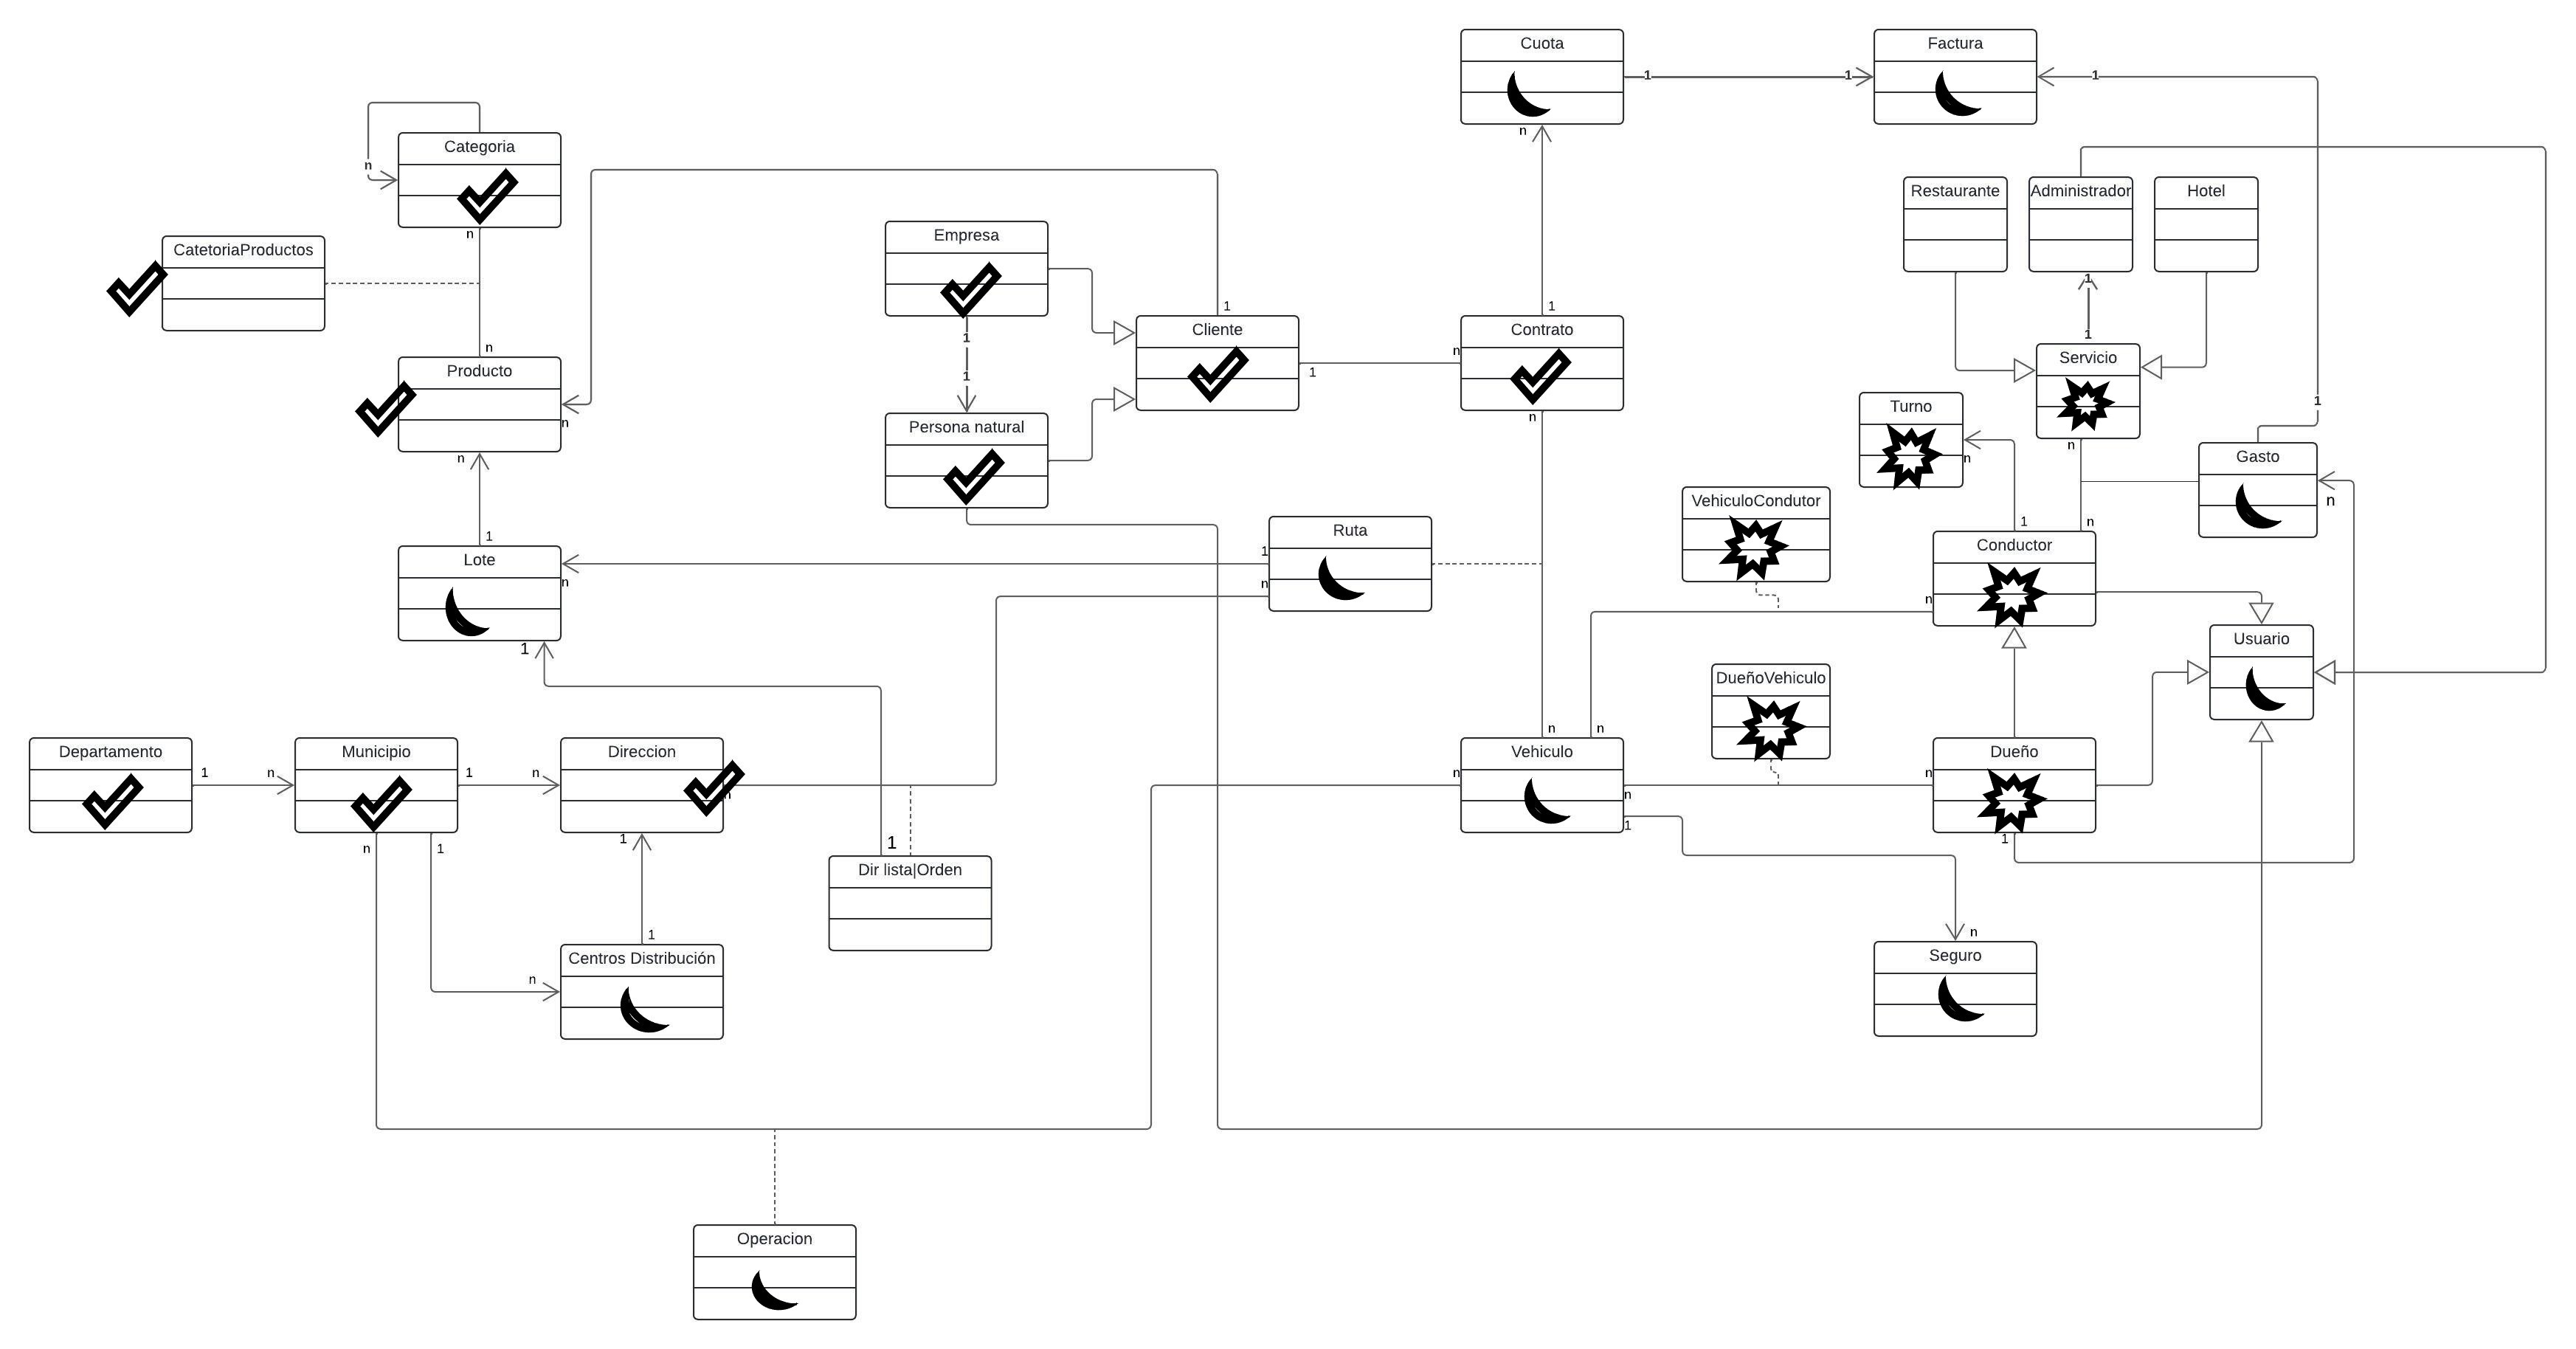 Cuota
Factura
1
1
1
n
Categoria
n
n
CatetoriaProductos
n
Producto
n
n
Empresa
1
1
Persona natural
1
Cliente
1
1
Contrato
n
n
Restaurante
Administrador
Hotel
1
1
Servicio
n
1
Turno
n
Gasto
n
VehiculoCondutor
1
n
Conductor
n
1
Lote
n
Ruta
1
n
1
Usuario
DueñoVehiculo
Departamento
1
n
Municipio
1
n
Direccion
n
n
1
1
1
Dir lista|Orden
n
n
Vehiculo
n
n
1
n
Dueño
1
1
Centros Distribución
n
n
Seguro
Operacion